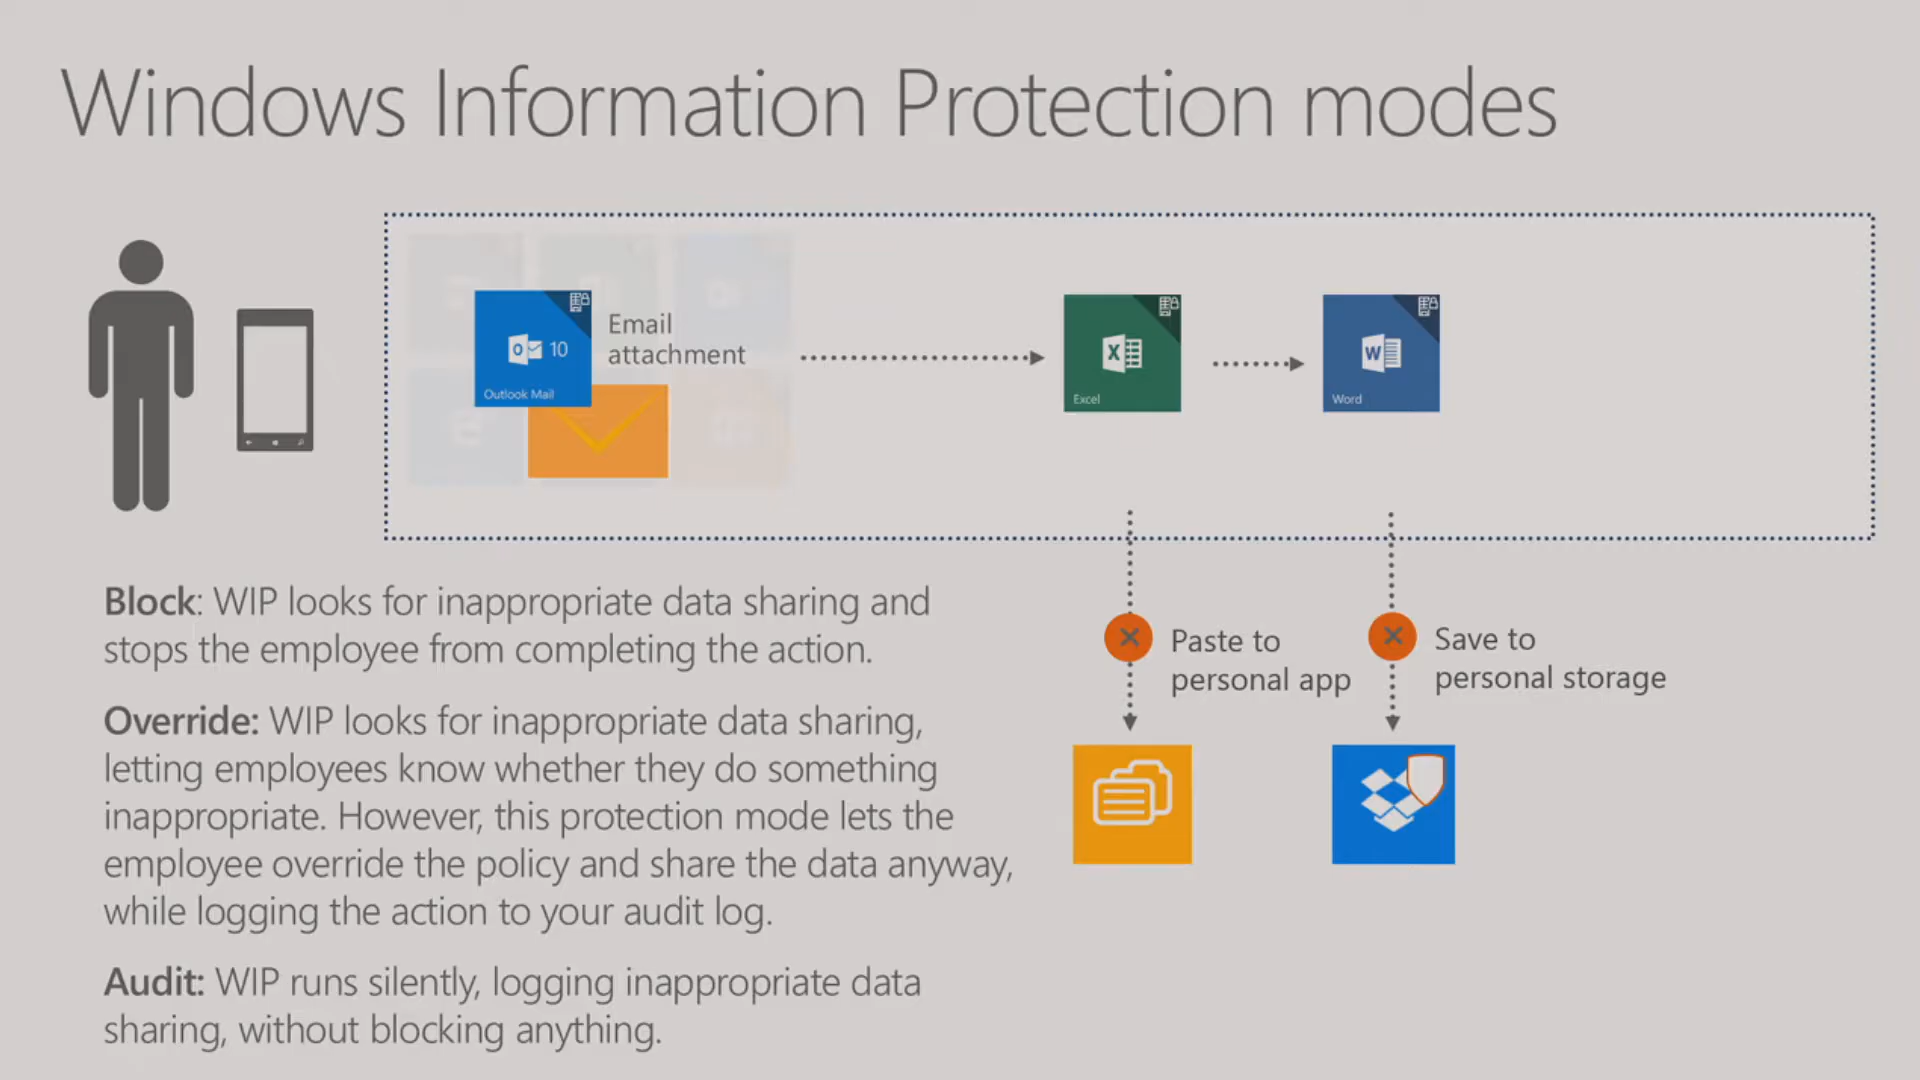 Windows Information Protection modes
10
Outlook Mail
Email
attachment
Excel
Word
Block: WIP looks for inappropriate data sharing and
stops the employee from completing the action.
Override: WIP looks for inappropriate data sharing,
letting employees know whether they do something
inappropriate. However, this protection mode lets the
employee override the policy and share the data anyway,
while logging the action to your audit log.
Audit: WIP runs silently, logging inappropriate data
sharing, without blocking anything.
Paste to
personal app
Save to
personal storage